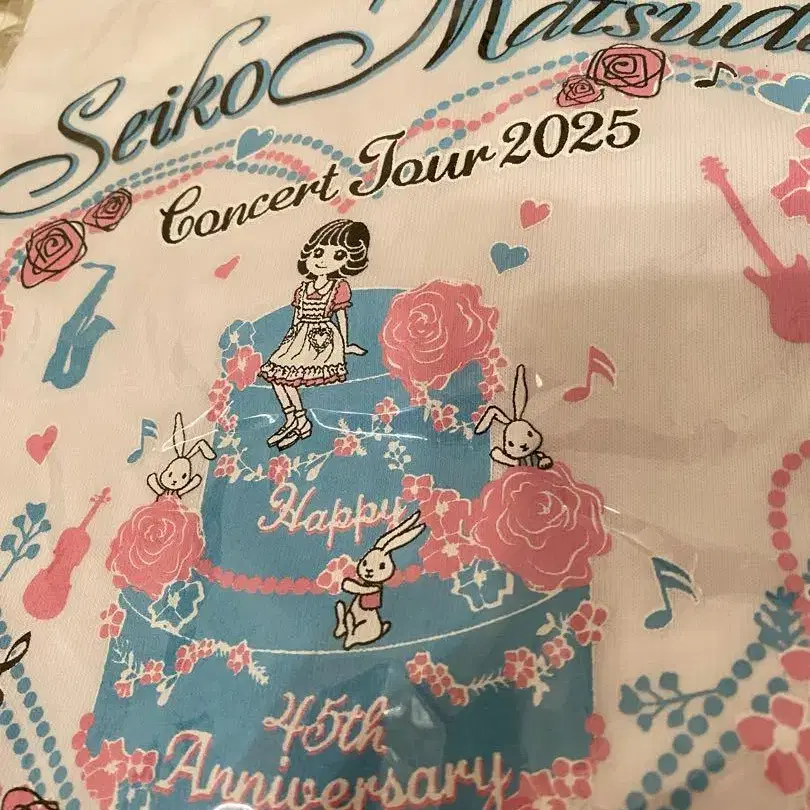 Seiko Matsuda
Concert Tour 2025
Happy
45th
Anniversary